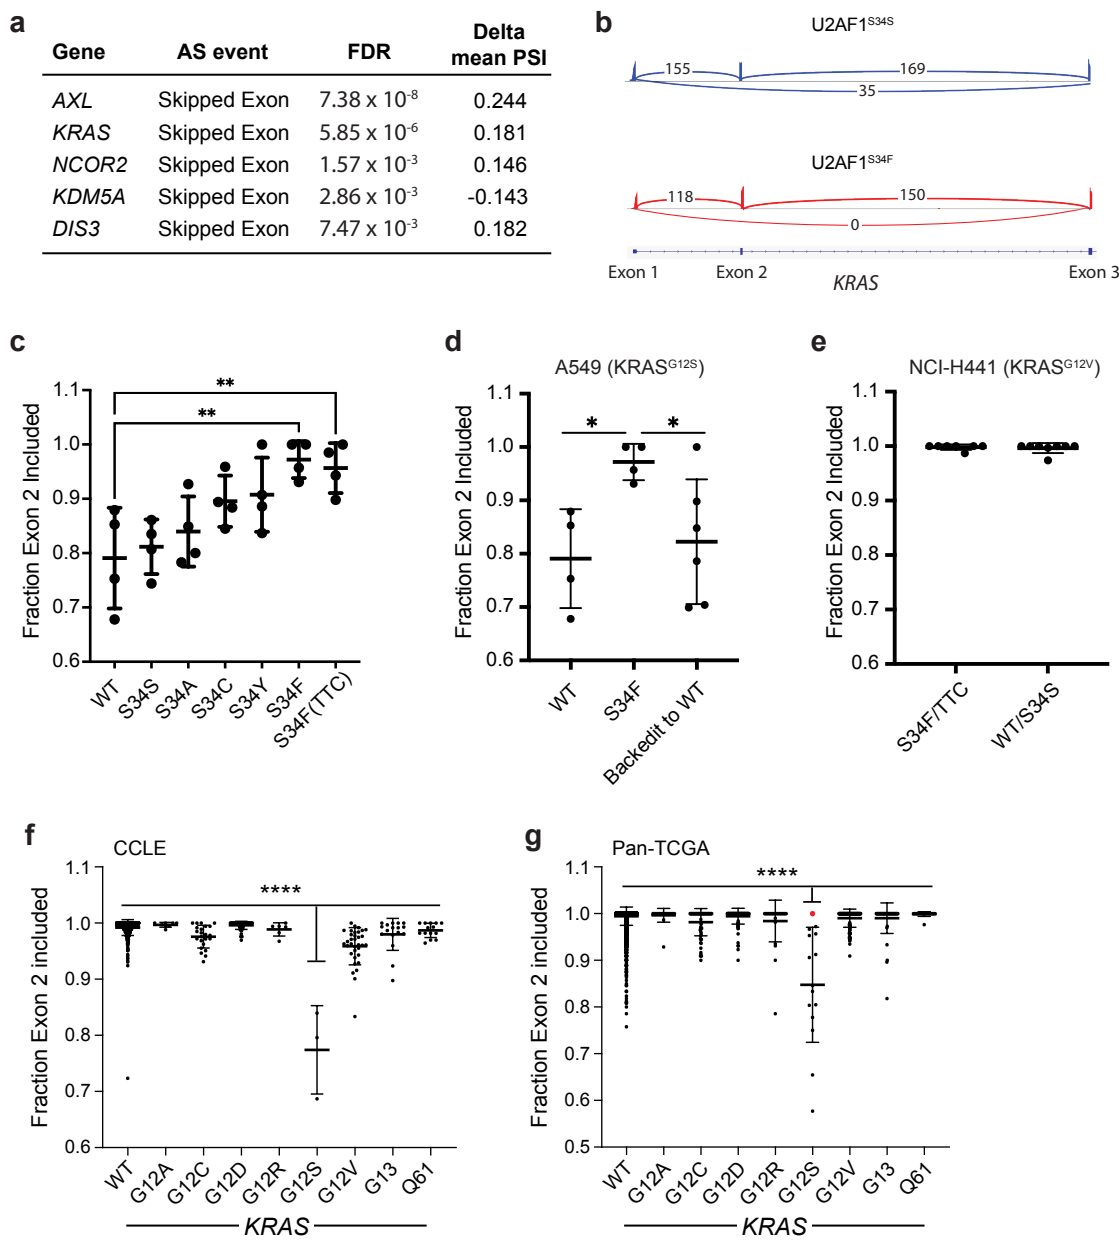 a
Gene AS event FDR Delta mean PSI
AXL Skipped Exon 7.38 x 10⁻⁸ 0.244
KRAS Skipped Exon 5.85 x 10⁻⁶ 0.181
NCOR2 Skipped Exon 1.57 x 10⁻³ 0.146
KDM5A Skipped Exon 2.86 x 10⁻³ -0.143
DIS3 Skipped Exon 7.47 x 10⁻³ 0.182
b
U2AF1ˢ³⁴ˢ
155 169
35
U2AF1ˢ³⁴ᶠ
118 150
0
Exon 1 Exon 2 KRAS Exon 3
c
Fraction Exon 2 Included
1.1
1.0
0.9
0.8
0.7
0.6
**
**
WT S34S S34A S34C S34Y S34F S34F(TTC)
d
A549 (KRASᴳ¹²ˢ)
Fraction Exon 2 Included
1.1
1.0
0.9
0.8
0.7
0.6
* *
WT S34F Backedit to WT
e
NCI-H441 (KRASᴳ¹²ⱽ)
Fraction Exon 2 Included
1.1
1.0
0.9
0.8
0.7
0.6
S34F/TTC WT/S34S
f
CCLE
Fraction Exon 2 included
1.1
1.0
0.9
0.8
0.7
0.6
****
WT G12A G12C G12D G12R G12S G12V G13 Q61
KRAS
g
Pan-TCGA
Fraction Exon 2 included
1.1
1.0
0.9
0.8
0.7
0.6
0.5
****
WT G12A G12C G12D G12R G12S G12V G13 Q61
KRAS